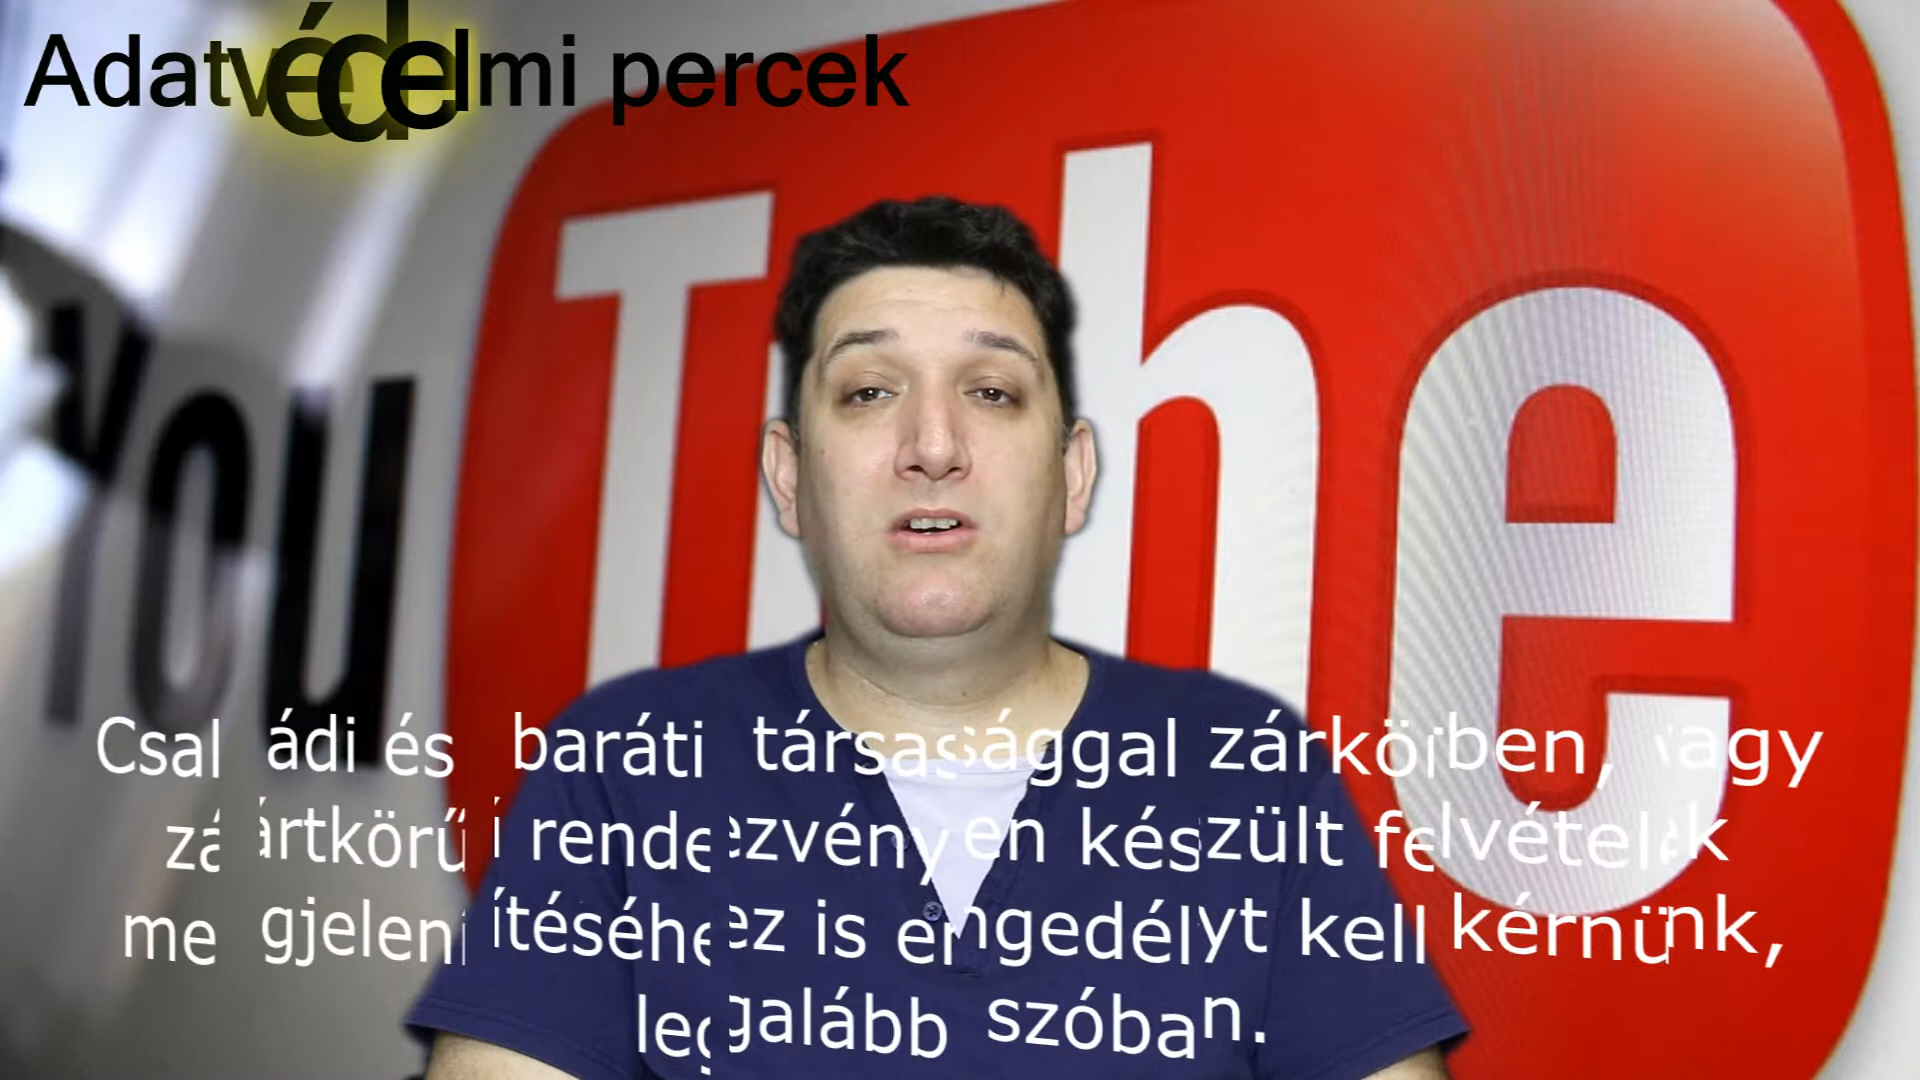 Adatvédelmi percek
You Tube
Családi és baráti társasággal zárkörben, vagy
zártkörű rendezvényen készült felvételek
megjelenítéséhez is engedélyt kell kérnünk,
legalább szóban.